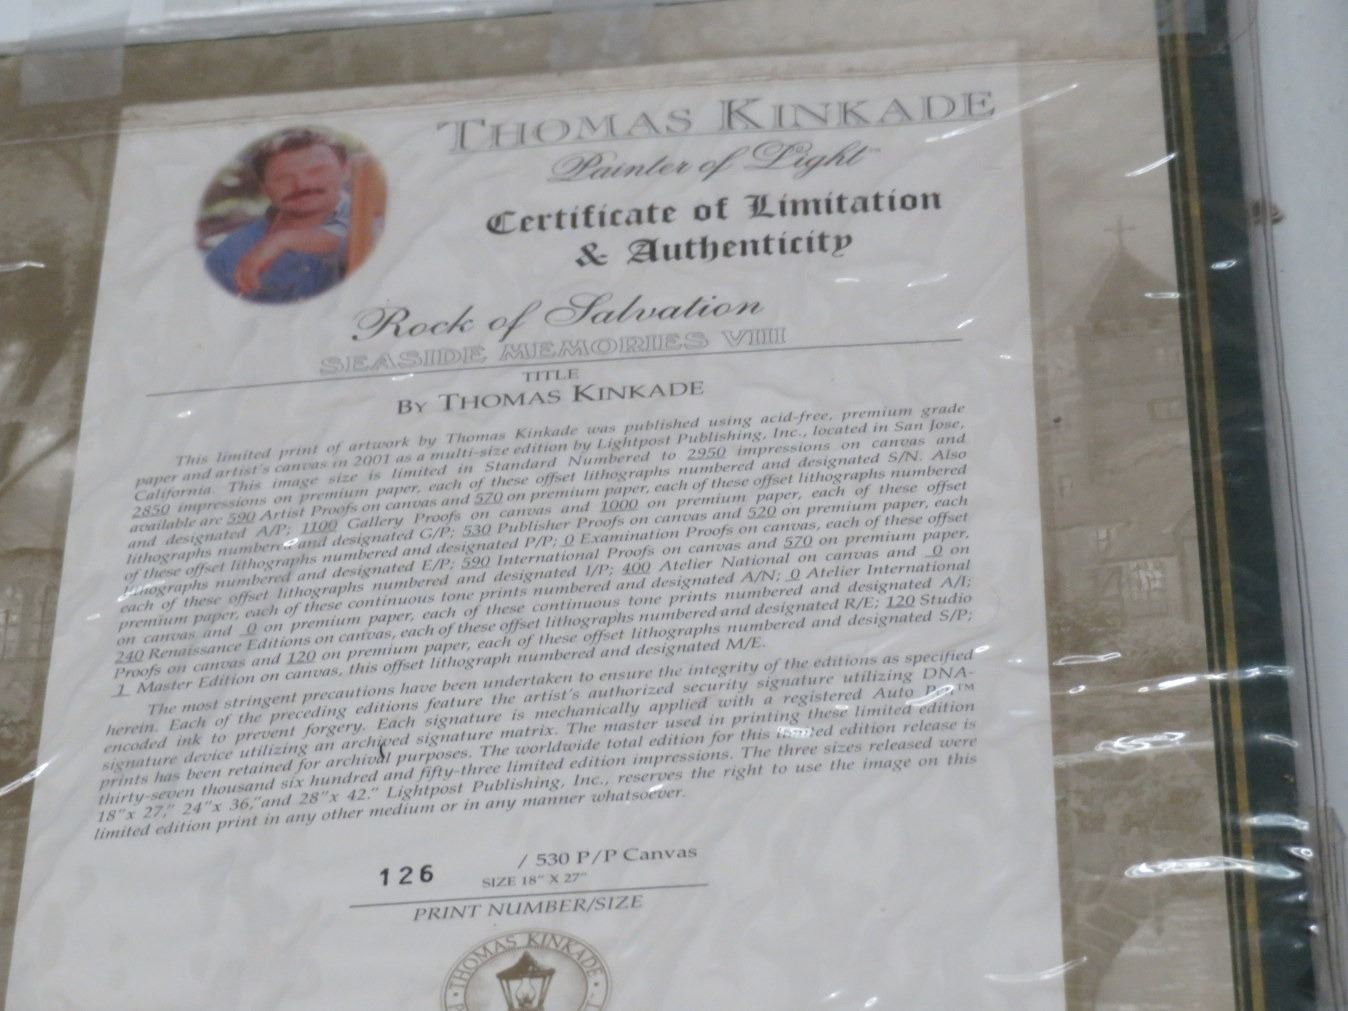 THOMAS KINKADE
Painter of Light™
Certificate of Limitation
& Authenticity
Rock of Salvation
SEASIDE MEMORIES VIII
TITLE
BY THOMAS KINKADE
This limited print of artwork by Thomas Kinkade was published using acid-free, premium grade
paper and artist's canvas in 2001 as a multi-size edition by Lightpost Publishing, Inc., located in San Jose,
California. This image size is limited in Standard Numbered to 2950 impressions on canvas and
2850 impressions on premium paper, each of these offset lithographs numbered and designated S/N. Also
available are 590 Artist Proofs on canvas and 570 on premium paper, each of these offset lithographs numbered
and designated A/P; 1100 Gallery Proofs on canvas and 1000 on premium paper, each of these offset
lithographs numbered and designated G/P; 530 Publisher Proofs on canvas and 520 on premium paper, each
of these offset lithographs numbered and designated P/P; 0 Examination Proofs on canvas, each of these offset
lithographs numbered and designated E/P; 590 International Proofs on canvas and 570 on premium paper,
each of these offset lithographs numbered and designated I/P; 400 Atelier National on canvas and 0 on
premium paper, each of these continuous tone prints numbered and designated A/N; 0 Atelier International
on canvas and 0 on premium paper, each of these continuous tone prints numbered and designated A/I;
240 Renaissance Editions on canvas, each of these offset lithographs numbered and designated R/E; 120 Studio
Proofs on canvas and 120 on premium paper, each of these offset lithographs numbered and designated S/P;
1 Master Edition on canvas, this offset lithograph numbered and designated M/E.
The most stringent precautions have been undertaken to ensure the integrity of the editions as specified
herein. Each of the preceding editions feature the artist's authorized security signature utilizing DNA-
encoded ink to prevent forgery. Each signature is mechanically applied with a registered Auto Pen™
signature device utilizing an archived signature matrix. The master used in printing these limited edition
prints has been retained for archival purposes. The worldwide total edition for this limited edition release is
thirty-seven thousand six hundred and fifty-three limited edition impressions. The three sizes released were
18"x 27," 24"x 36,"and 28"x 42." Lightpost Publishing, Inc., reserves the right to use the image on this
limited edition print in any other medium or in any manner whatsoever.
126 / 530 P/P Canvas
SIZE 18" X 27"
PRINT NUMBER/SIZE
THOMAS KINKADE